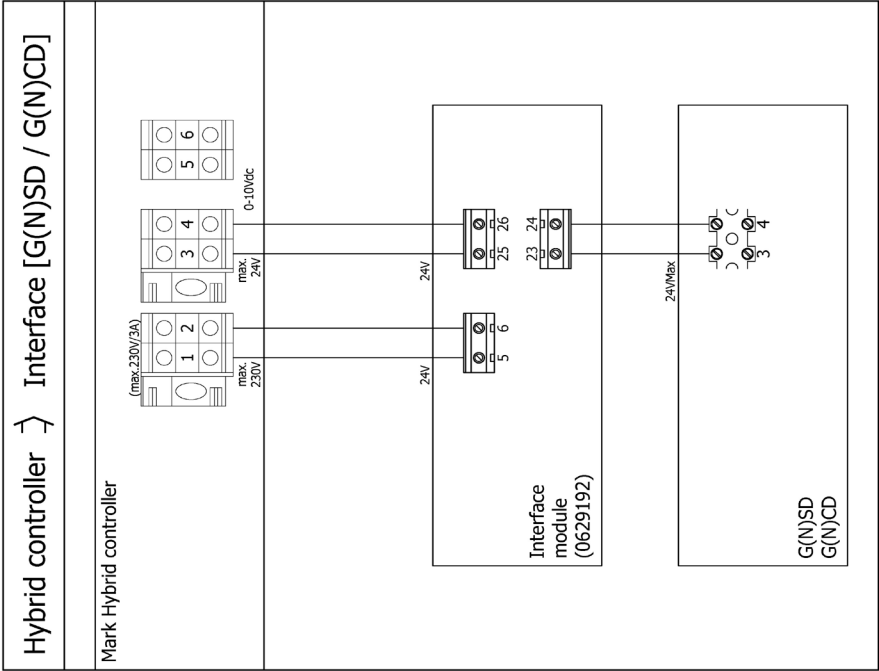 Hybrid controller
Interface [G(N)SD / G(N)CD]
Mark Hybrid controller
(max.230V/3A)
1
2
3
4
5
6
max.
230V
max.
24V
0-10Vdc
24V
24V
5
6
25
26
23
24
Interface
module
(0629192)
24VMax
3
4
G(N)SD
G(N)CD